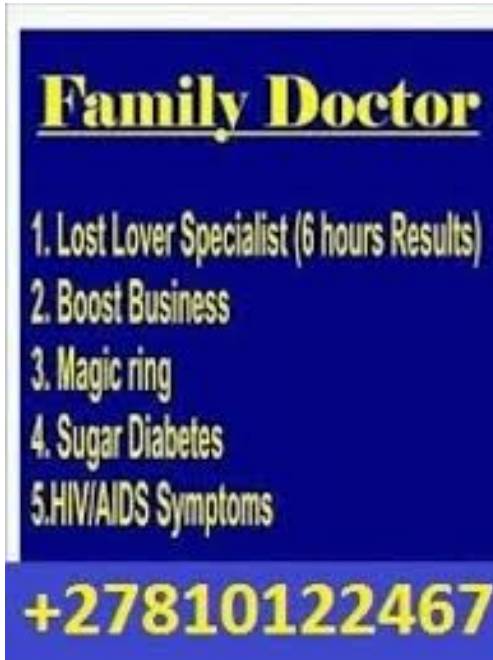 Family Doctor
1. Lost Lover Specialist (6 hours Results)
2. Boost Business
3. Magic ring
4. Sugar Diabetes
5.HIV/AIDS Symptoms
+27810122467